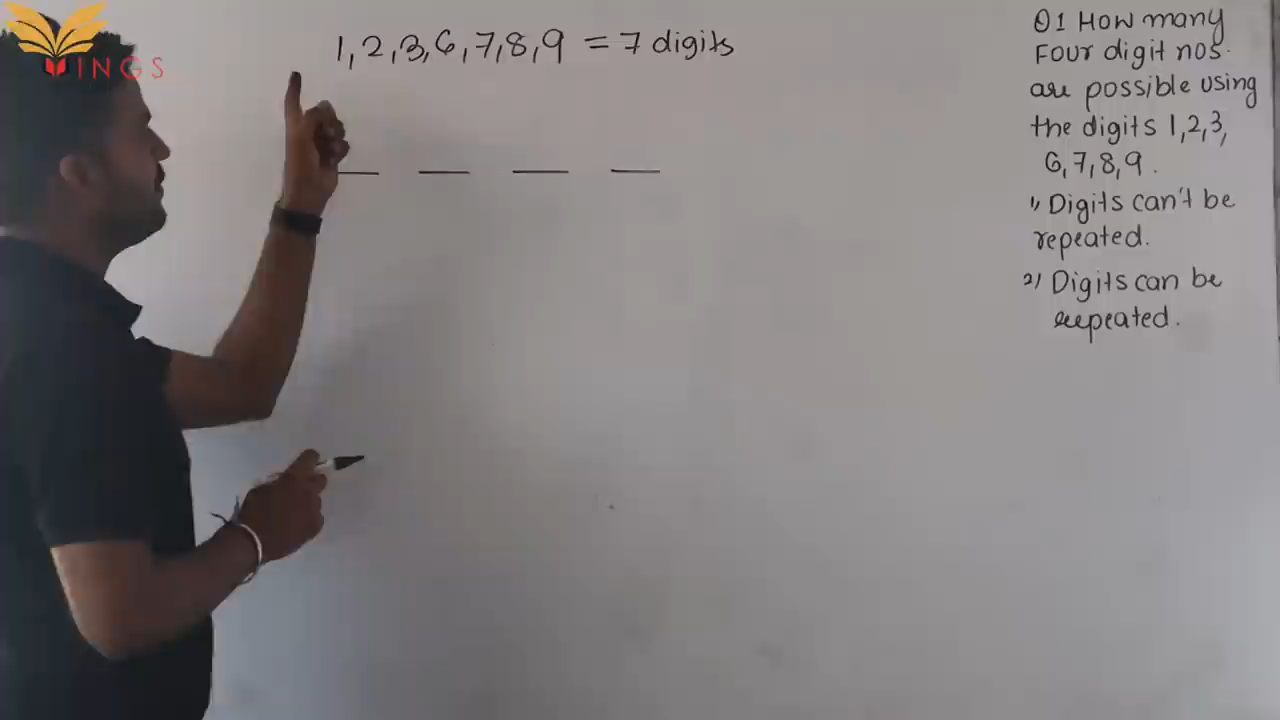 WINGS
1,2,3,6,7,8,9 = 7 digits
Q1 How many
Four digit nos.
are possible using
the digits 1,2,3,
6,7,8,9.
1) Digits can't be
repeated.
2) Digits can be
repeated.